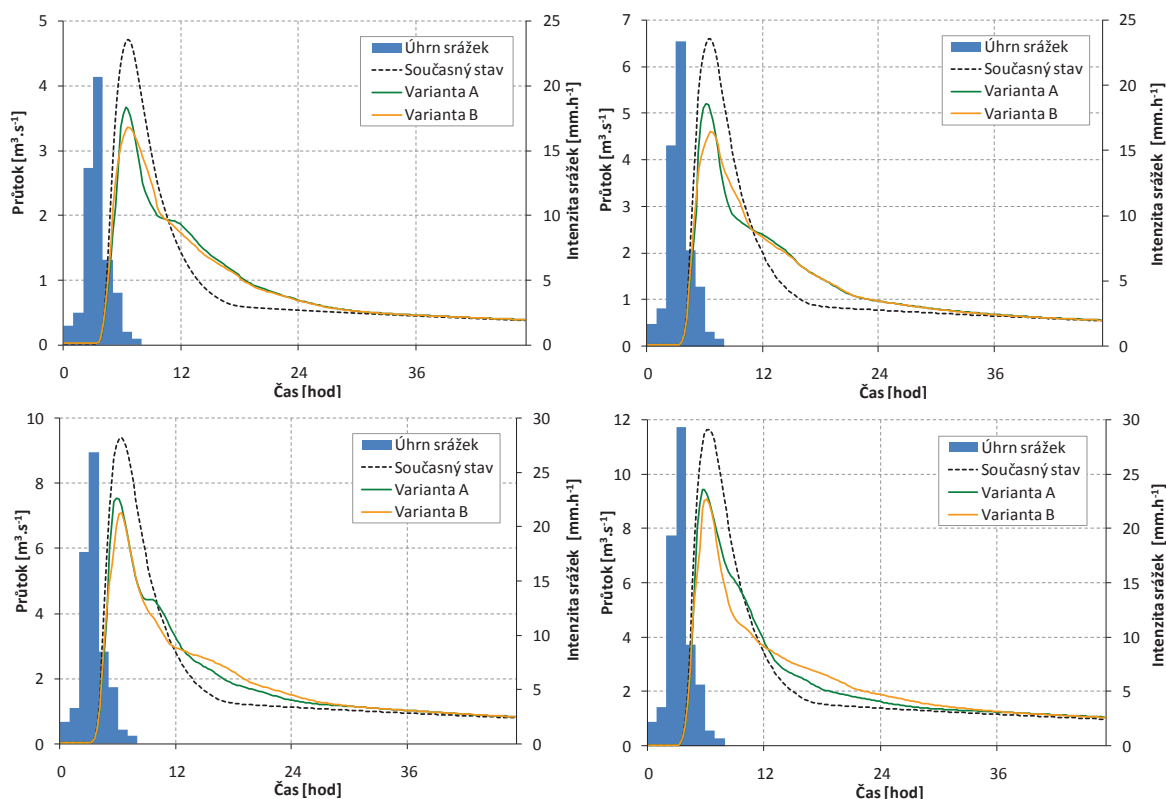 Průtok [m³.s⁻¹]
5
4
3
2
1
0
0
12
24
36
Čas [hod]
25
20
15
10
5
0
Intenzita srážek [mm.h⁻¹]
Úhrn srážek
Současný stav
Varianta A
Varianta B
Průtok [m³.s⁻¹]
7
6
5
4
3
2
1
0
0
12
24
36
Čas [hod]
25
20
15
10
5
0
Intenzita srážek [mm.h⁻¹]
Úhrn srážek
Současný stav
Varianta A
Varianta B
Průtok [m³.s⁻¹]
10
8
6
4
2
0
0
12
24
36
Čas [hod]
30
25
20
15
10
5
0
Intenzita srážek [mm.h⁻¹]
Úhrn srážek
Současný stav
Varianta A
Varianta B
Průtok [m³.s⁻¹]
12
10
8
6
4
2
0
0
12
24
36
Čas [hod]
30
25
20
15
10
5
0
Intenzita srážek [mm.h⁻¹]
Úhrn srážek
Současný stav
Varianta A
Varianta B